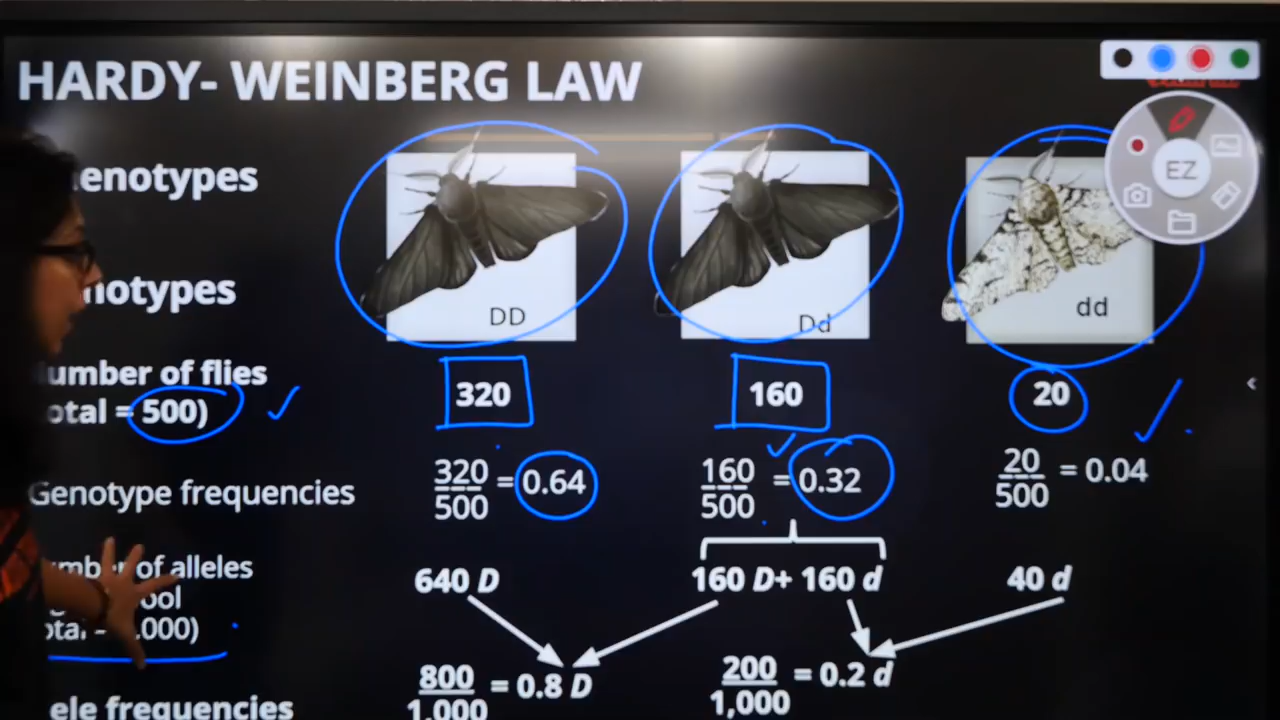 HARDY- WEINBERG LAW
EZ
enotypes
notypes
DD
Dd
dd
umber of flies
otal = 500)
320
160
20
Genotype frequencies
320/500 = 0.64
160/500 = 0.32
20/500 = 0.04
of alleles
ool
640 D
160 D+ 160 d
40 d
800/1,000 = 0.8 D
200/1,000 = 0.2 d
ele frequencies